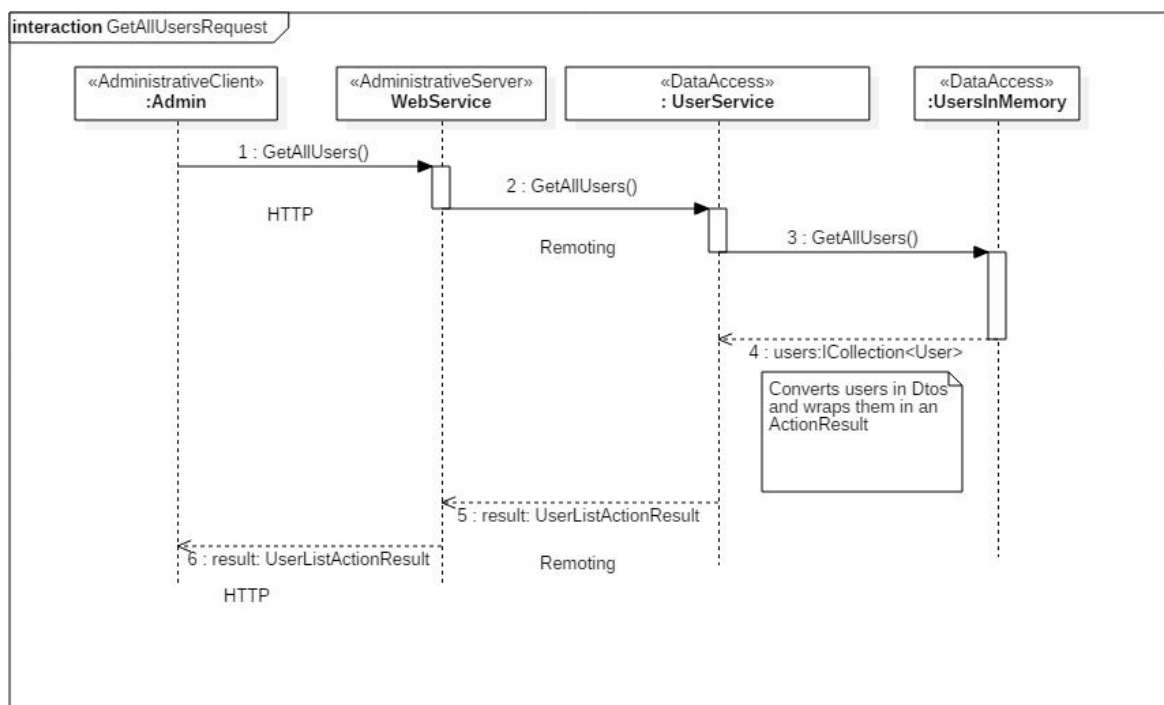 interaction GetAllUsersRequest
«AdministrativeClient»
:Admin
«AdministrativeServer»
WebService
«DataAccess»
: UserService
«DataAccess»
:UsersInMemory
1 : GetAllUsers()
HTTP
2 : GetAllUsers()
Remoting
3 : GetAllUsers()
4 : users:ICollection<User>
Converts users in Dtos
and wraps them in an
ActionResult
5 : result: UserListActionResult
6 : result: UserListActionResult
Remoting
HTTP